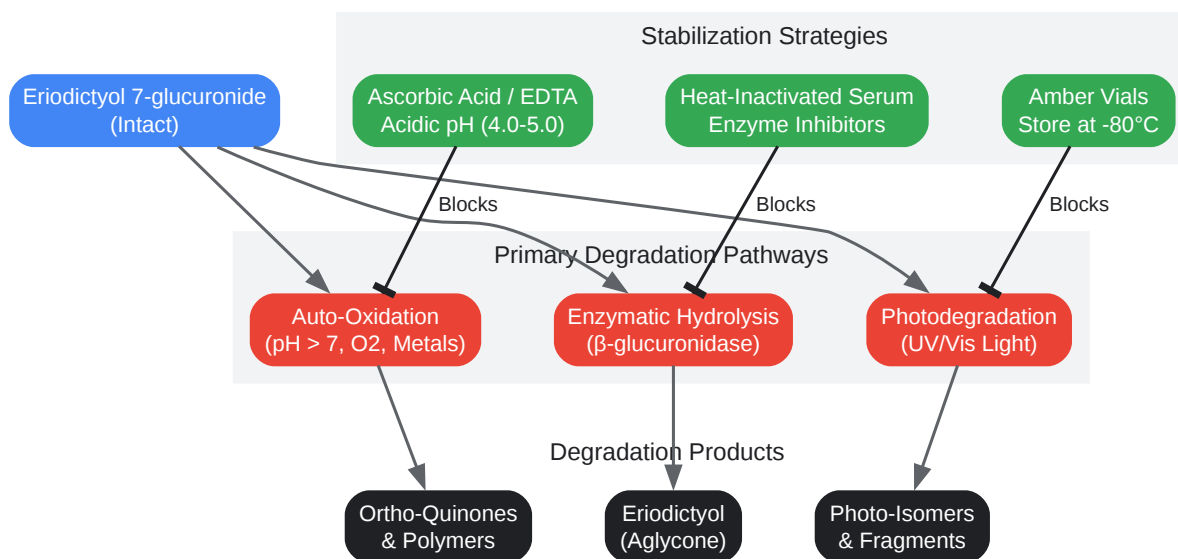 Stabilization Strategies
Eriodictyol 7-glucuronide
(Intact)
Ascorbic Acid / EDTA
Acidic pH (4.0-5.0)
Heat-Inactivated Serum
Enzyme Inhibitors
Amber Vials
Store at -80°C
Blocks
Blocks
Blocks
Primary Degradation Pathways
Auto-Oxidation
(pH > 7, O2, Metals)
Enzymatic Hydrolysis
(β-glucuronidase)
Photodegradation
(UV/Vis Light)
Degradation Products
Ortho-Quinones
& Polymers
Eriodictyol
(Aglycone)
Photo-Isomers
& Fragments